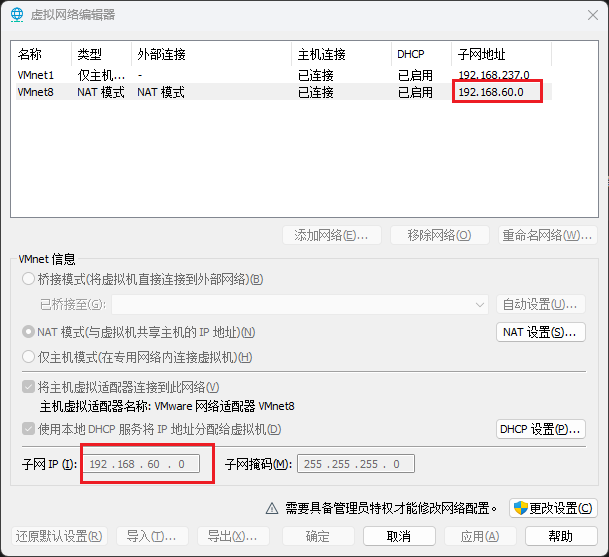 虚拟网络编辑器
名称 类型 外部连接 主机连接 DHCP 子网地址
VMnet1 仅主机... - 已连接 已启用 192.168.237.0
VMnet8 NAT 模式 NAT 模式 已连接 已启用 192.168.60.0
添加网络(E)... 移除网络(O) 重命名网络(W)...
VMnet 信息
桥接模式(将虚拟机直接连接到外部网络)(B)
已桥接至(G): 自动设置(U)...
NAT 模式(与虚拟机共享主机的 IP 地址)(N) NAT 设置(S)...
仅主机模式(在专用网络内连接虚拟机)(H)
将主机虚拟适配器连接到此网络(V)
主机虚拟适配器名称: VMware 网络适配器 VMnet8
使用本地 DHCP 服务将 IP 地址分配给虚拟机(D) DHCP 设置(P)...
子网 IP (I): 192 . 168 . 60 . 0 子网掩码(M): 255 . 255 . 255 . 0
需要具备管理员特权才能修改网络配置。 更改设置(C)
还原默认设置(R) 导入(T)... 导出(X)... 确定 取消 应用(A) 帮助